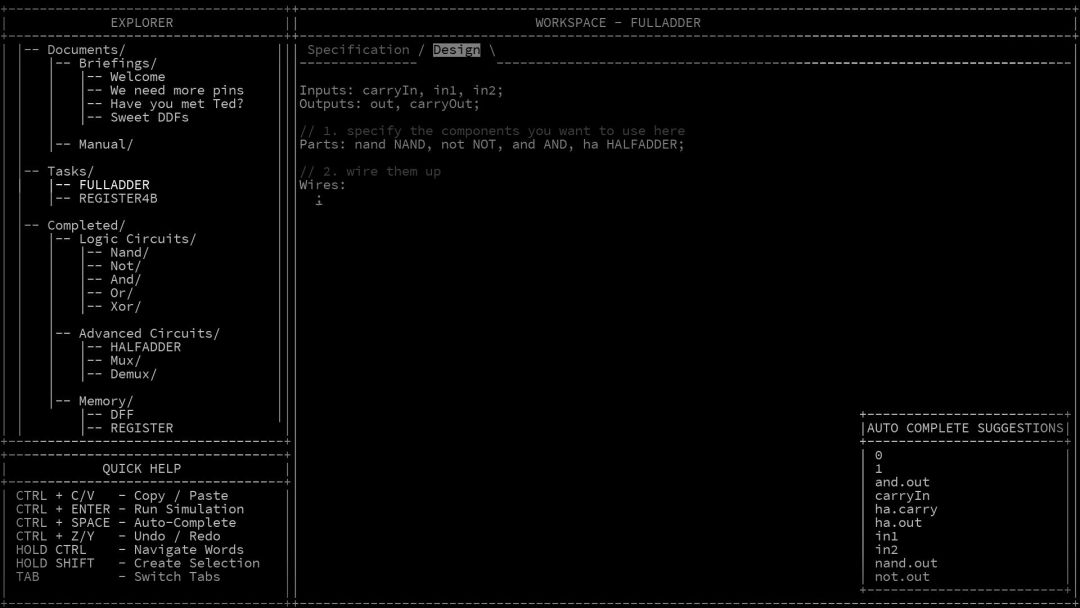 EXPLORER
-- Documents/
-- Briefings/
-- Welcome
-- We need more pins
-- Have you met Ted?
-- Sweet DDFs
-- Manual/
-- Tasks/
-- FULLADDER
-- REGISTER4B
-- Completed/
-- Logic Circuits/
-- Nand/
-- Not/
-- And/
-- Or/
-- Xor/
-- Advanced Circuits/
-- HALFADDER
-- Mux/
-- Demux/
-- Memory/
-- DFF
-- REGISTER
QUICK HELP
CTRL + C/V - Copy / Paste
CTRL + ENTER - Run Simulation
CTRL + SPACE - Auto-Complete
CTRL + Z/Y - Undo / Redo
HOLD CTRL - Navigate Words
HOLD SHIFT - Create Selection
TAB - Switch Tabs
WORKSPACE - FULLADDER
Specification / Design \
Inputs: carryIn, in1, in2;
Outputs: out, carryOut;
// 1. specify the components you want to use here
Parts: nand NAND, not NOT, and AND, ha HALFADDER;
// 2. wire them up
Wires:
;
AUTO COMPLETE SUGGESTIONS
0
1
and.out
carryIn
ha.carry
ha.out
in1
in2
nand.out
not.out